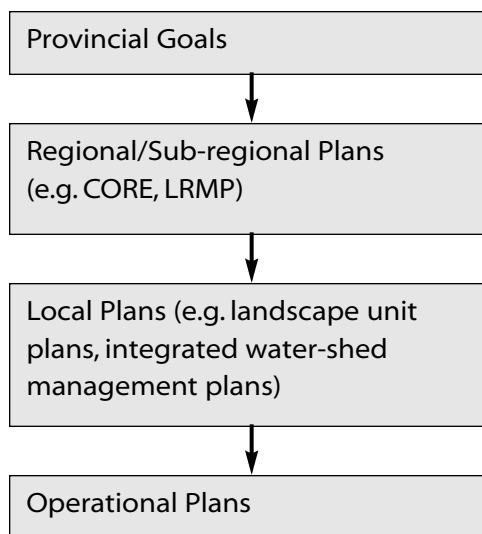 Provincial Goals
Regional/Sub-regional Plans
(e.g. CORE, LRMP)
Local Plans (e.g. landscape unit
plans, integrated water-shed
management plans)
Operational Plans